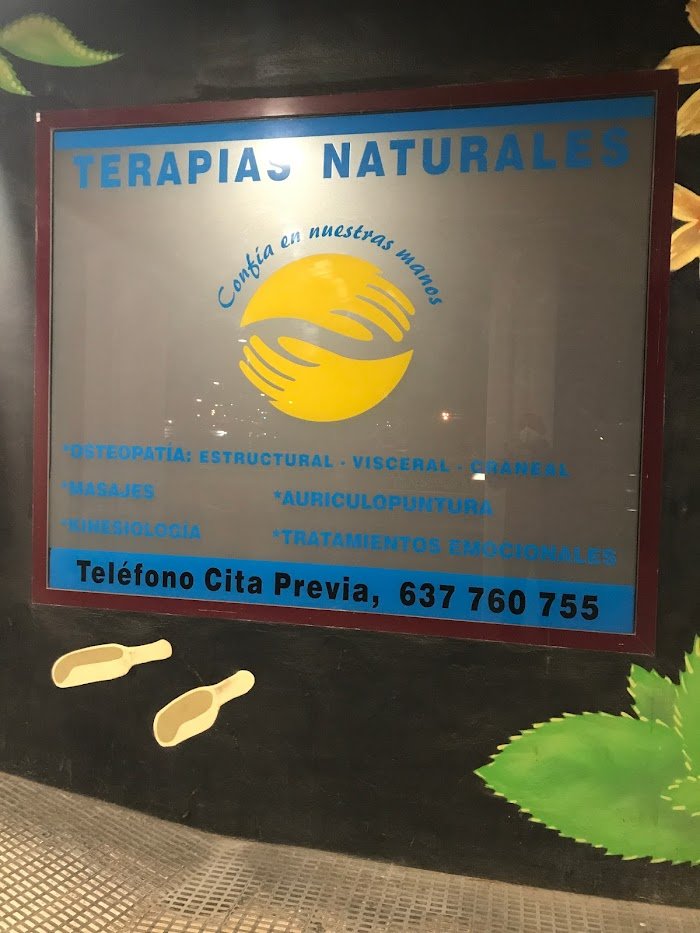 TERAPIAS NATURALES
Confía en nuestras manos
*OSTEOPATÍA: ESTRUCTURAL - VISCERAL - CRANEAL
*MASAJES
*AURICULOPUNTURA
*KINESIOLOGÍA
*TRATAMIENTOS EMOCIONALES
Teléfono Cita Previa, 637 760 755